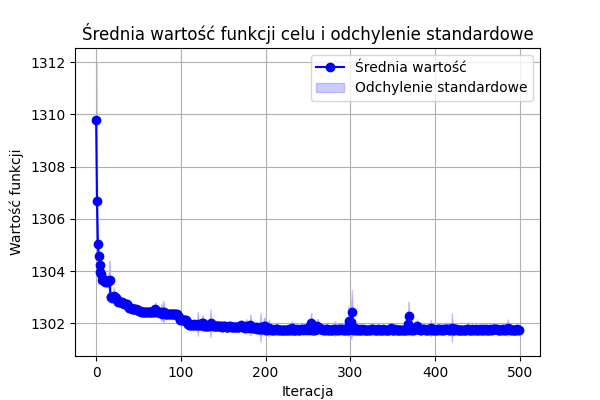 Średnia wartość funkcji celu i odchylenie standardowe
Średnia wartość
Odchylenie standardowe
Wartość funkcji
1312
1310
1308
1306
1304
1302
0 100 200 300 400 500
Iteracja